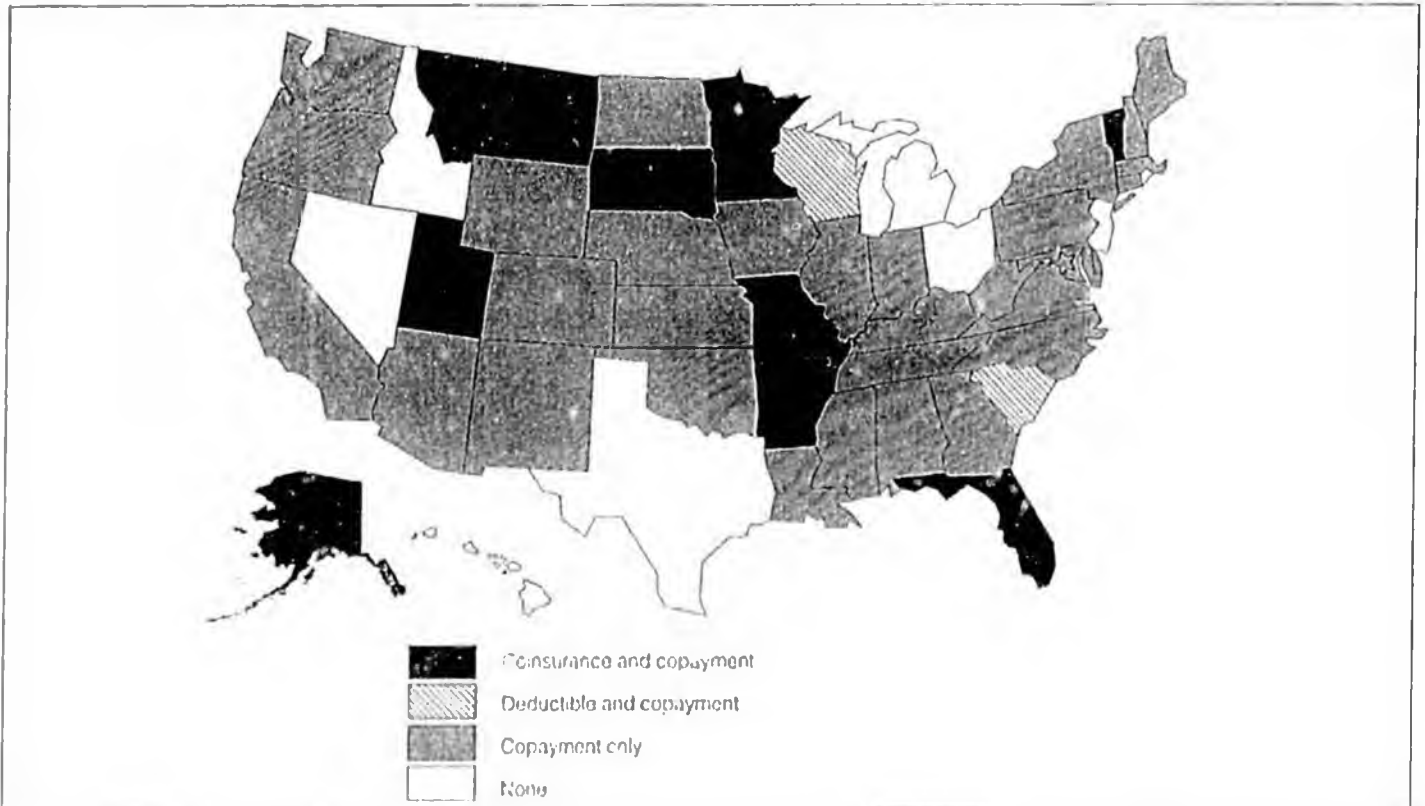 Coinsurance and copayment
Deductible and copayment
Copayment only
None